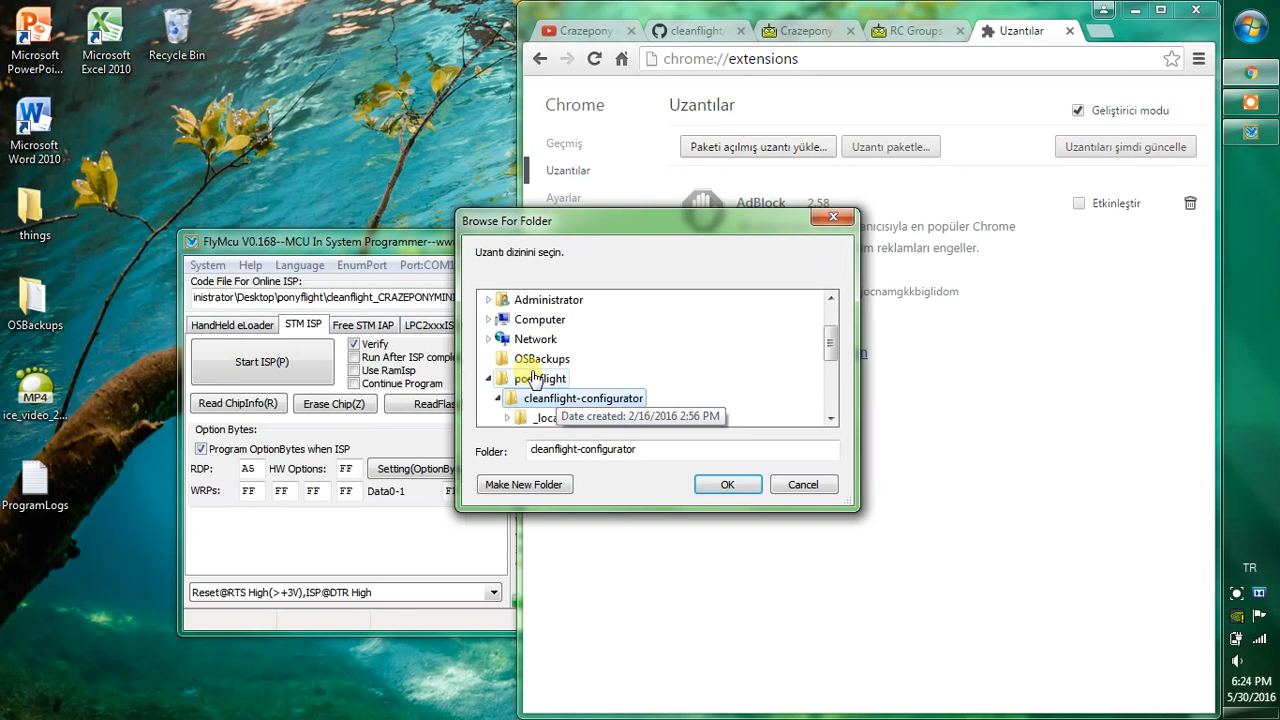 Microsoft
PowerPoi...
Microsoft
Excel 2010
Recycle Bin
Microsoft
Word 2010
things
OSBackups
ice_video_2...
ProgramLogs
Crazepony
cleanflight/
Crazepony
RC Groups
Uzantılar
chrome://extensions
Chrome
Geçmiş
Uzantılar
Ayarlar
Uzantılar
Geliştirici modu
Paketi açılmış uzantı yükle...
Uzantı paketle...
Uzantıları şimdi güncelle
AdBlock 2.58
Etkinleştir
popüler Chrome
reklamları engeller.
FlyMcu V0.168--MCU In System Programmer--www
System Help Language EnumPort Port:COM1
Code File For Online ISP:
inistrator\Desktop\ponyflight\cleanflight_CRAZEPONYMINI
HandHeld eLoader
STM ISP
Free STM IAP
LPC2xxxIS
Start ISP(P)
Verify
Run After ISP comple
Use RamIsp
Continue Program
Read ChipInfo(R)
Erase Chip(Z)
ReadFlas
Option Bytes:
Program OptionBytes when ISP
RDP: A5 HW Options: FF
Setting(OptionBy
WRPs: FF FF FF FF Data0-1
Reset@RTS High(>+3V),ISP@DTR High
Browse For Folder
Uzantı dizinini seçin.
Administrator
Computer
Network
OSBackups
cleanflight-configurator
Date created: 2/16/2016 2:56 PM
Folder: cleanflight-configurator
Make New Folder
OK
Cancel
TR
6:24 PM
5/30/2016